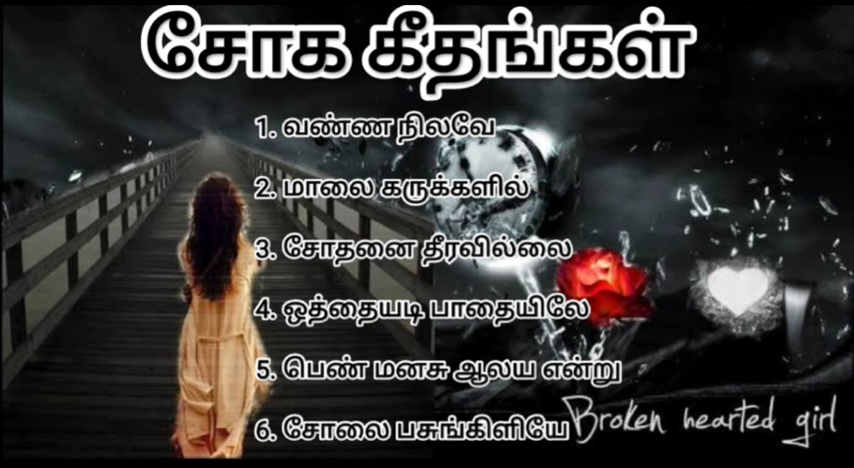 சோக கீதங்கள்
1. வண்ண நிலவே
2. மாலை கருக்களில்
3. சோதனை தீரவில்லை
4. ஒத்தையடி பாதையிலே
5. பெண் மனசு ஆலய என்று
6. சோலை பசுங்கிளியே
Broken hearted girl